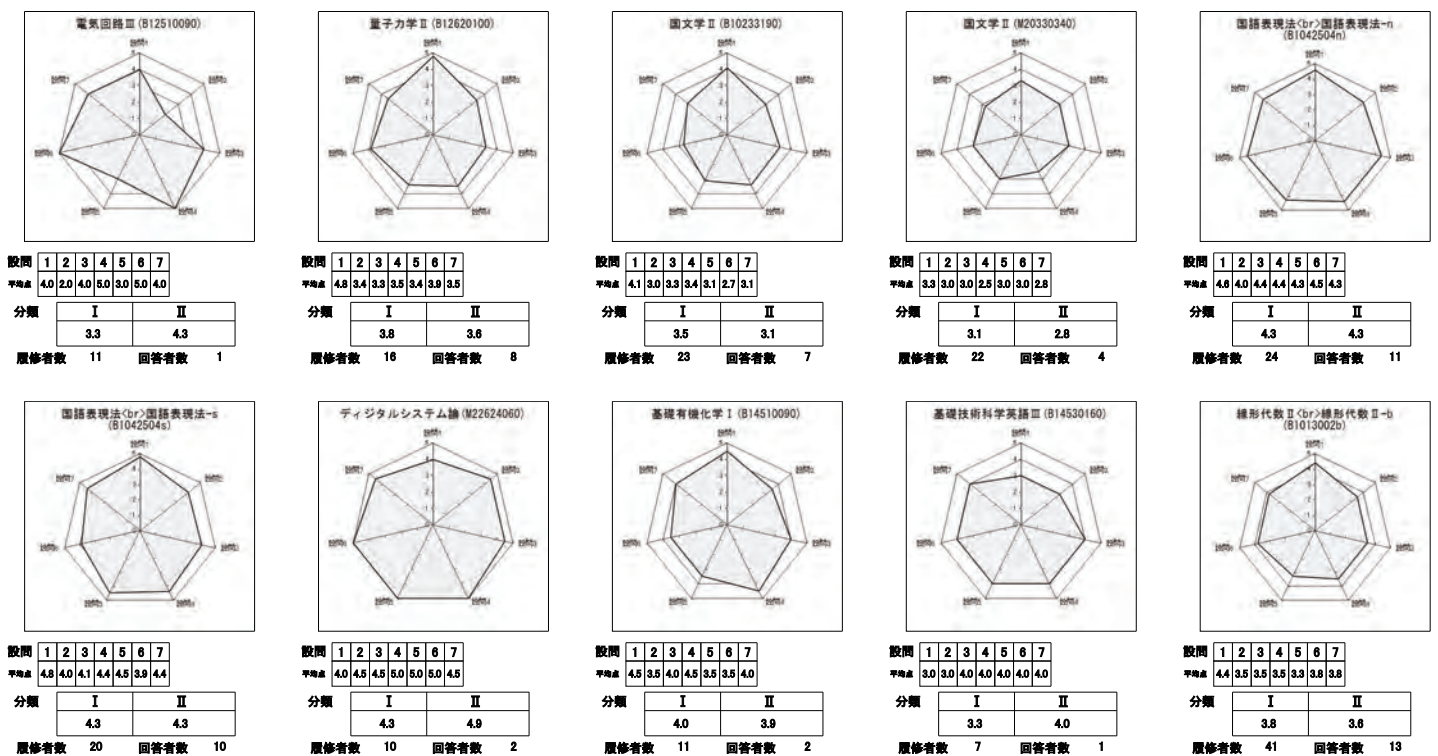 電気回路Ⅲ (B12510090)
設問 1 2 3 4 5 6 7
平均点 4.0 2.0 4.0 5.0 3.0 5.0 4.0
分類 Ⅰ Ⅱ
3.3 4.3
履修者数 11 回答者数 1
量子力学Ⅱ (B12620100)
設問 1 2 3 4 5 6 7
平均点 4.8 3.4 3.3 3.5 3.4 3.9 3.5
分類 Ⅰ Ⅱ
3.8 3.6
履修者数 16 回答者数 8
国文学Ⅱ (B10233190)
設問 1 2 3 4 5 6 7
平均点 4.1 3.0 3.3 3.4 3.1 2.7 3.1
分類 Ⅰ Ⅱ
3.5 3.1
履修者数 23 回答者数 7
国文学Ⅱ (M20330340)
設問 1 2 3 4 5 6 7
平均点 3.3 3.0 3.0 2.5 3.0 3.0 2.8
分類 Ⅰ Ⅱ
3.1 2.8
履修者数 22 回答者数 4
国語表現法<br>国語表現法-n
(B1042504n)
設問 1 2 3 4 5 6 7
平均点 4.6 4.0 4.4 4.4 4.3 4.5 4.3
分類 Ⅰ Ⅱ
4.3 4.3
履修者数 24 回答者数 11
国語表現法<br>国語表現法-s
(B1042504s)
設問 1 2 3 4 5 6 7
平均点 4.8 4.0 4.1 4.4 4.5 3.9 4.4
分類 Ⅰ Ⅱ
4.3 4.3
履修者数 20 回答者数 10
ディジタルシステム論 (M22624060)
設問 1 2 3 4 5 6 7
平均点 4.0 4.5 4.5 5.0 5.0 5.0 4.5
分類 Ⅰ Ⅱ
4.3 4.9
履修者数 10 回答者数 2
基礎有機化学Ⅰ (B14510090)
設問 1 2 3 4 5 6 7
平均点 4.5 3.5 4.0 4.5 3.5 3.5 4.0
分類 Ⅰ Ⅱ
4.0 3.9
履修者数 11 回答者数 2
基礎技術科学英語Ⅲ (B14530160)
設問 1 2 3 4 5 6 7
平均点 3.0 3.0 4.0 4.0 4.0 4.0 4.0
分類 Ⅰ Ⅱ
3.3 4.0
履修者数 7 回答者数 1
線形代数Ⅱ<br>線形代数Ⅱ-b
(B1013002b)
設問 1 2 3 4 5 6 7
平均点 4.4 3.5 3.5 3.5 3.3 3.8 3.8
分類 Ⅰ Ⅱ
3.8 3.6
履修者数 41 回答者数 13